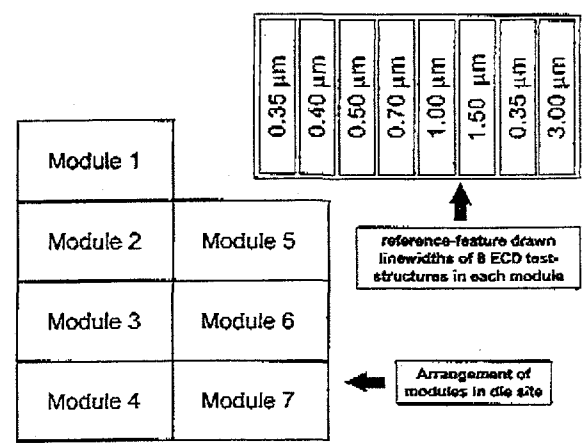 0.35 µm
0.40 µm
0.50 µm
0.70 µm
1.00 µm
1.50 µm
0.35 µm
3.00 µm
reference-feature drawn
linewidths of 8 ECD test-
structures in each module
Module 1
Module 2 Module 5
Module 3 Module 6
Module 4 Module 7
Arrangement of
modules in die site